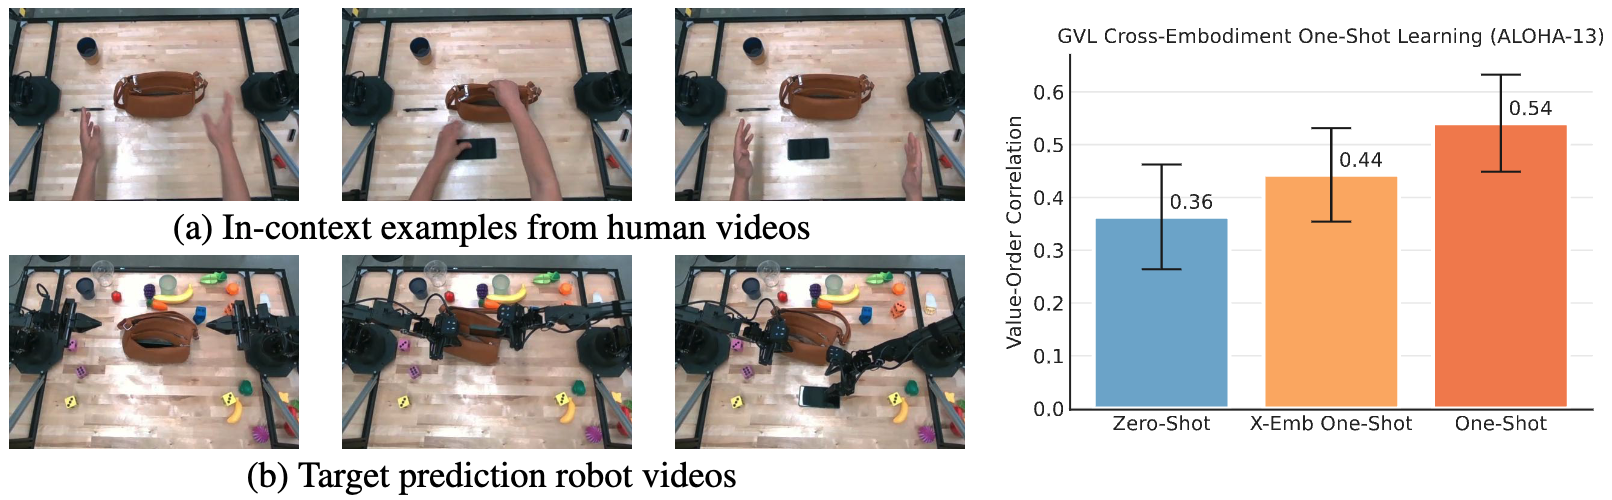 (a) In-context examples from human videos
(b) Target prediction robot videos
GVL Cross-Embodiment One-Shot Learning (ALOHA-13)
Value-Order Correlation
0.6
0.5
0.4
0.3
0.2
0.1
0.0
0.36
0.44
0.54
Zero-Shot
X-Emb One-Shot
One-Shot